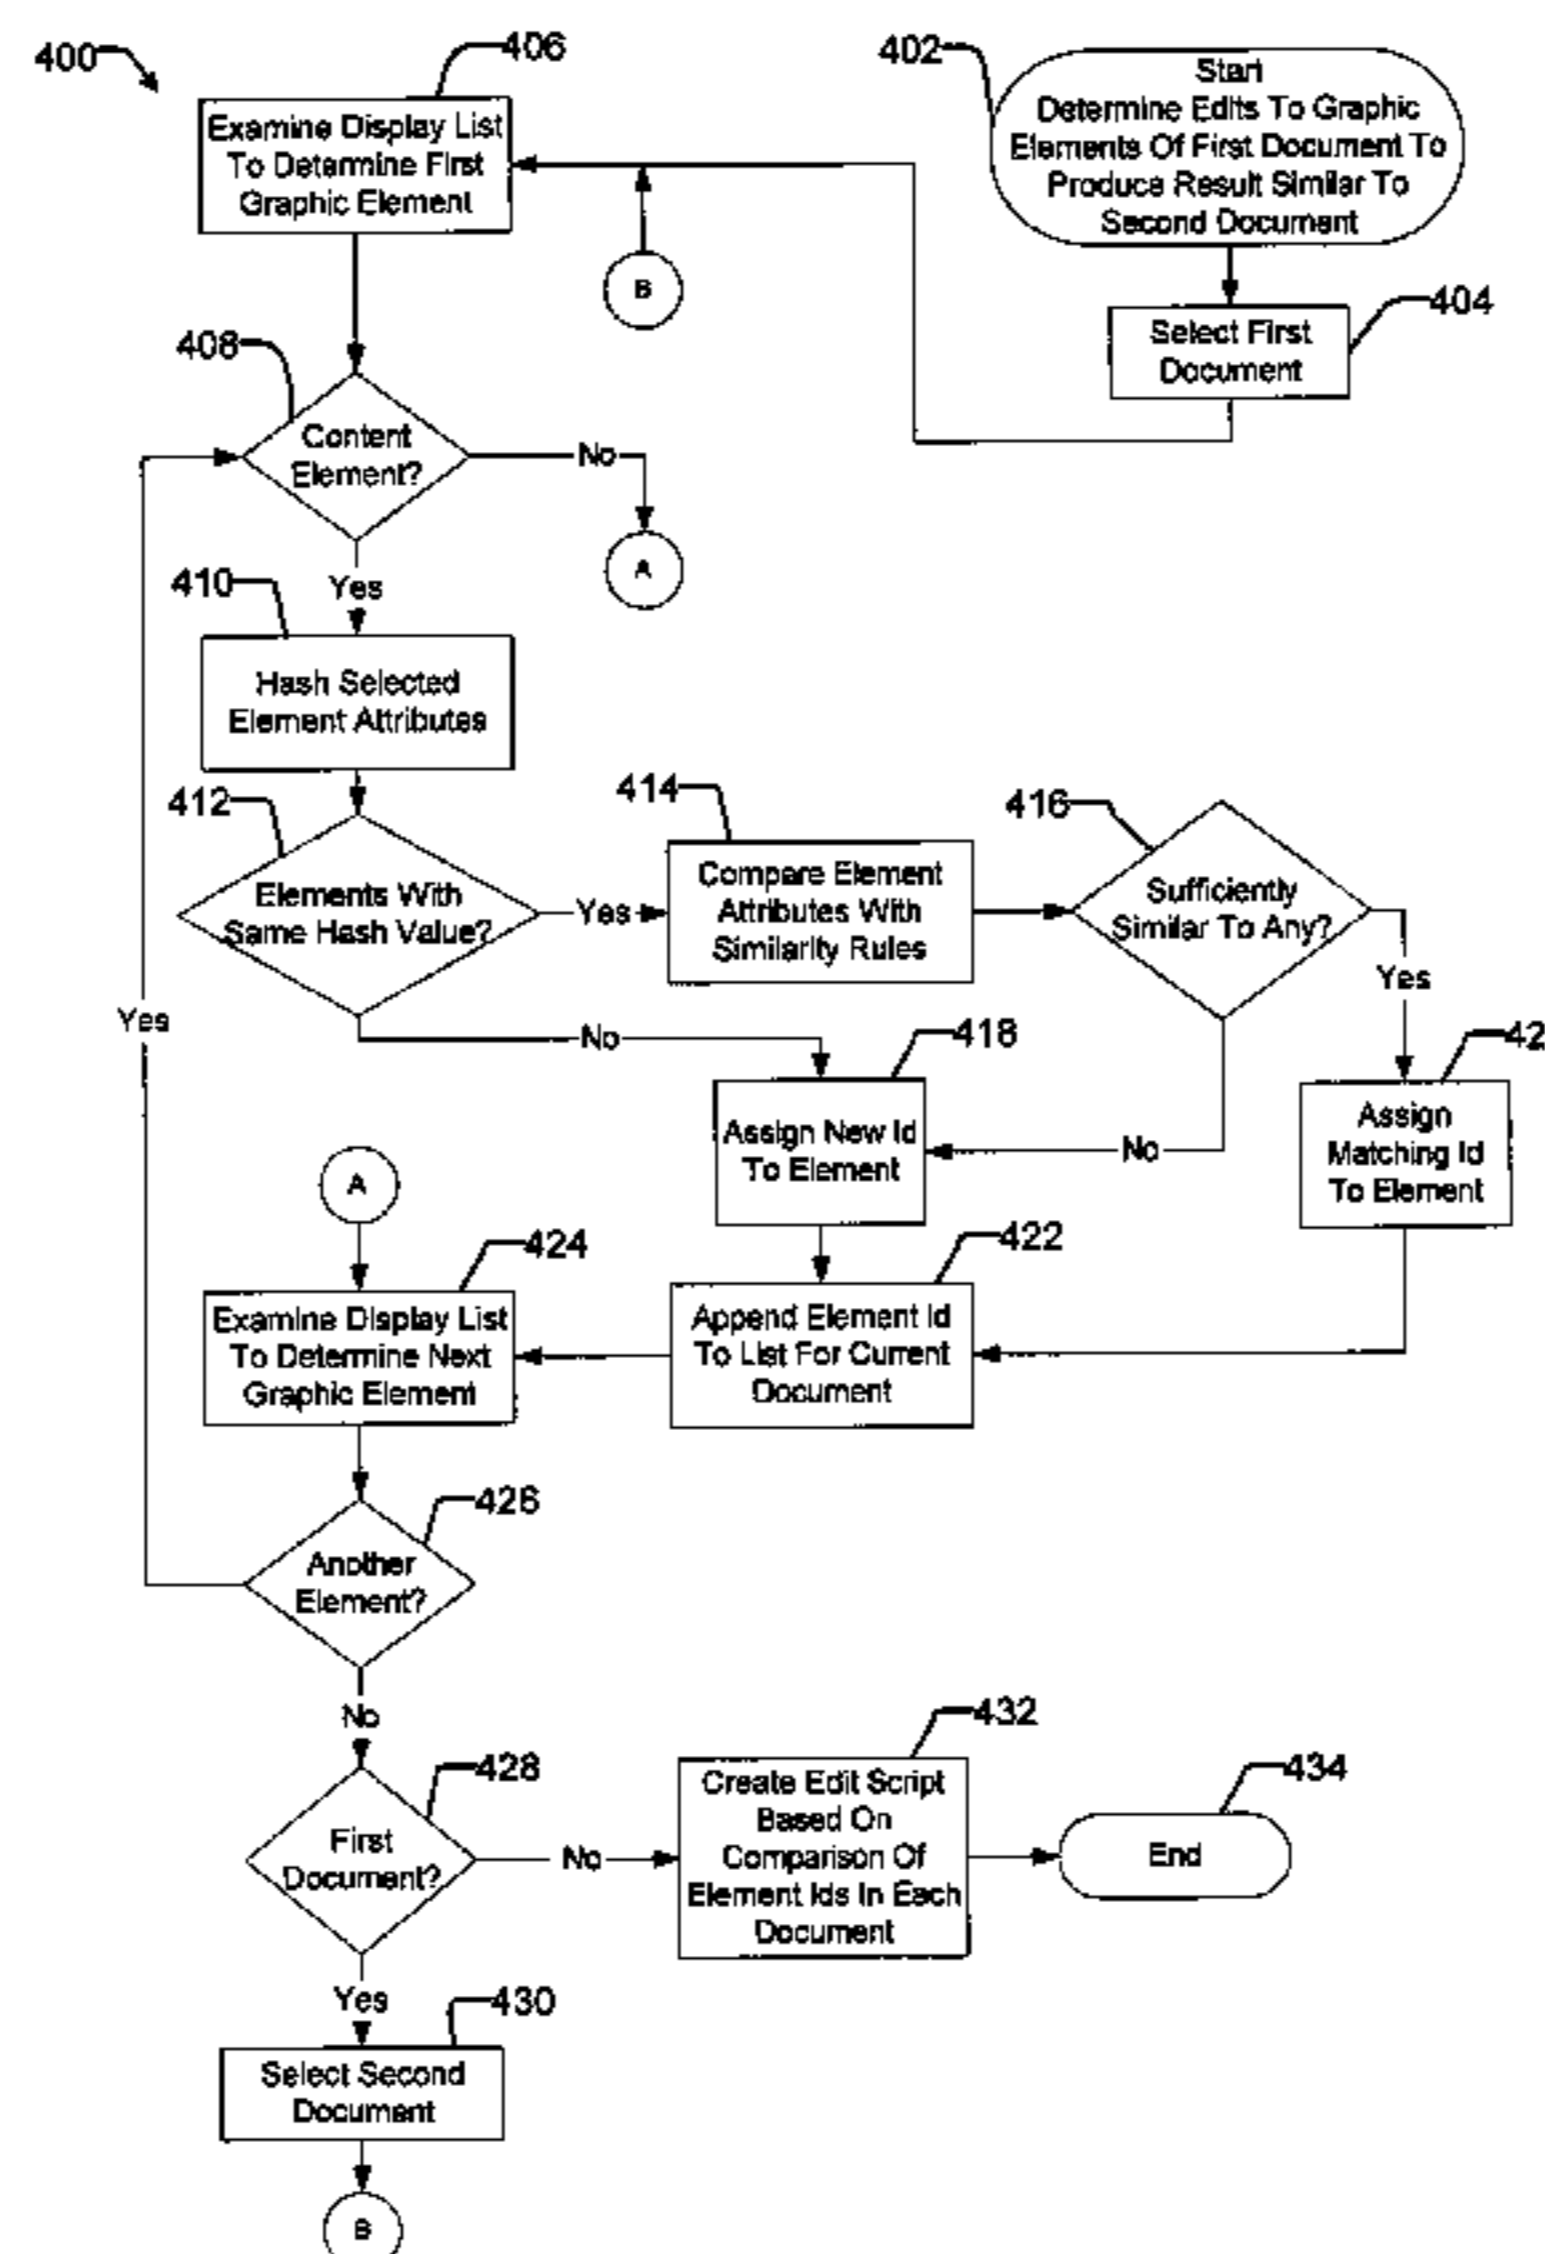 400
406
Examine Display List
To Determine First
Graphic Element
402
Start
Determine Edits To Graphic
Elements Of First Document To
Produce Result Similar To
Second Document
B
404
Select First
Document
408
Content
Element?
No
A
Yes
410
Hash Selected
Element Attributes
412
Elements With
Same Hash Value?
Yes
414
Compare Element
Attributes With
Similarity Rules
416
Sufficiently
Similar To Any?
Yes
Yes
No
418
Assign New Id
To Element
No
42
Assign
Matching Id
To Element
A
424
Examine Display List
To Determine Next
Graphic Element
422
Append Element Id
To List For Current
Document
426
Another
Element?
No
428
First
Document?
No
432
Create Edit Script
Based On
Comparison Of
Element Ids In Each
Document
434
End
Yes
430
Select Second
Document
B